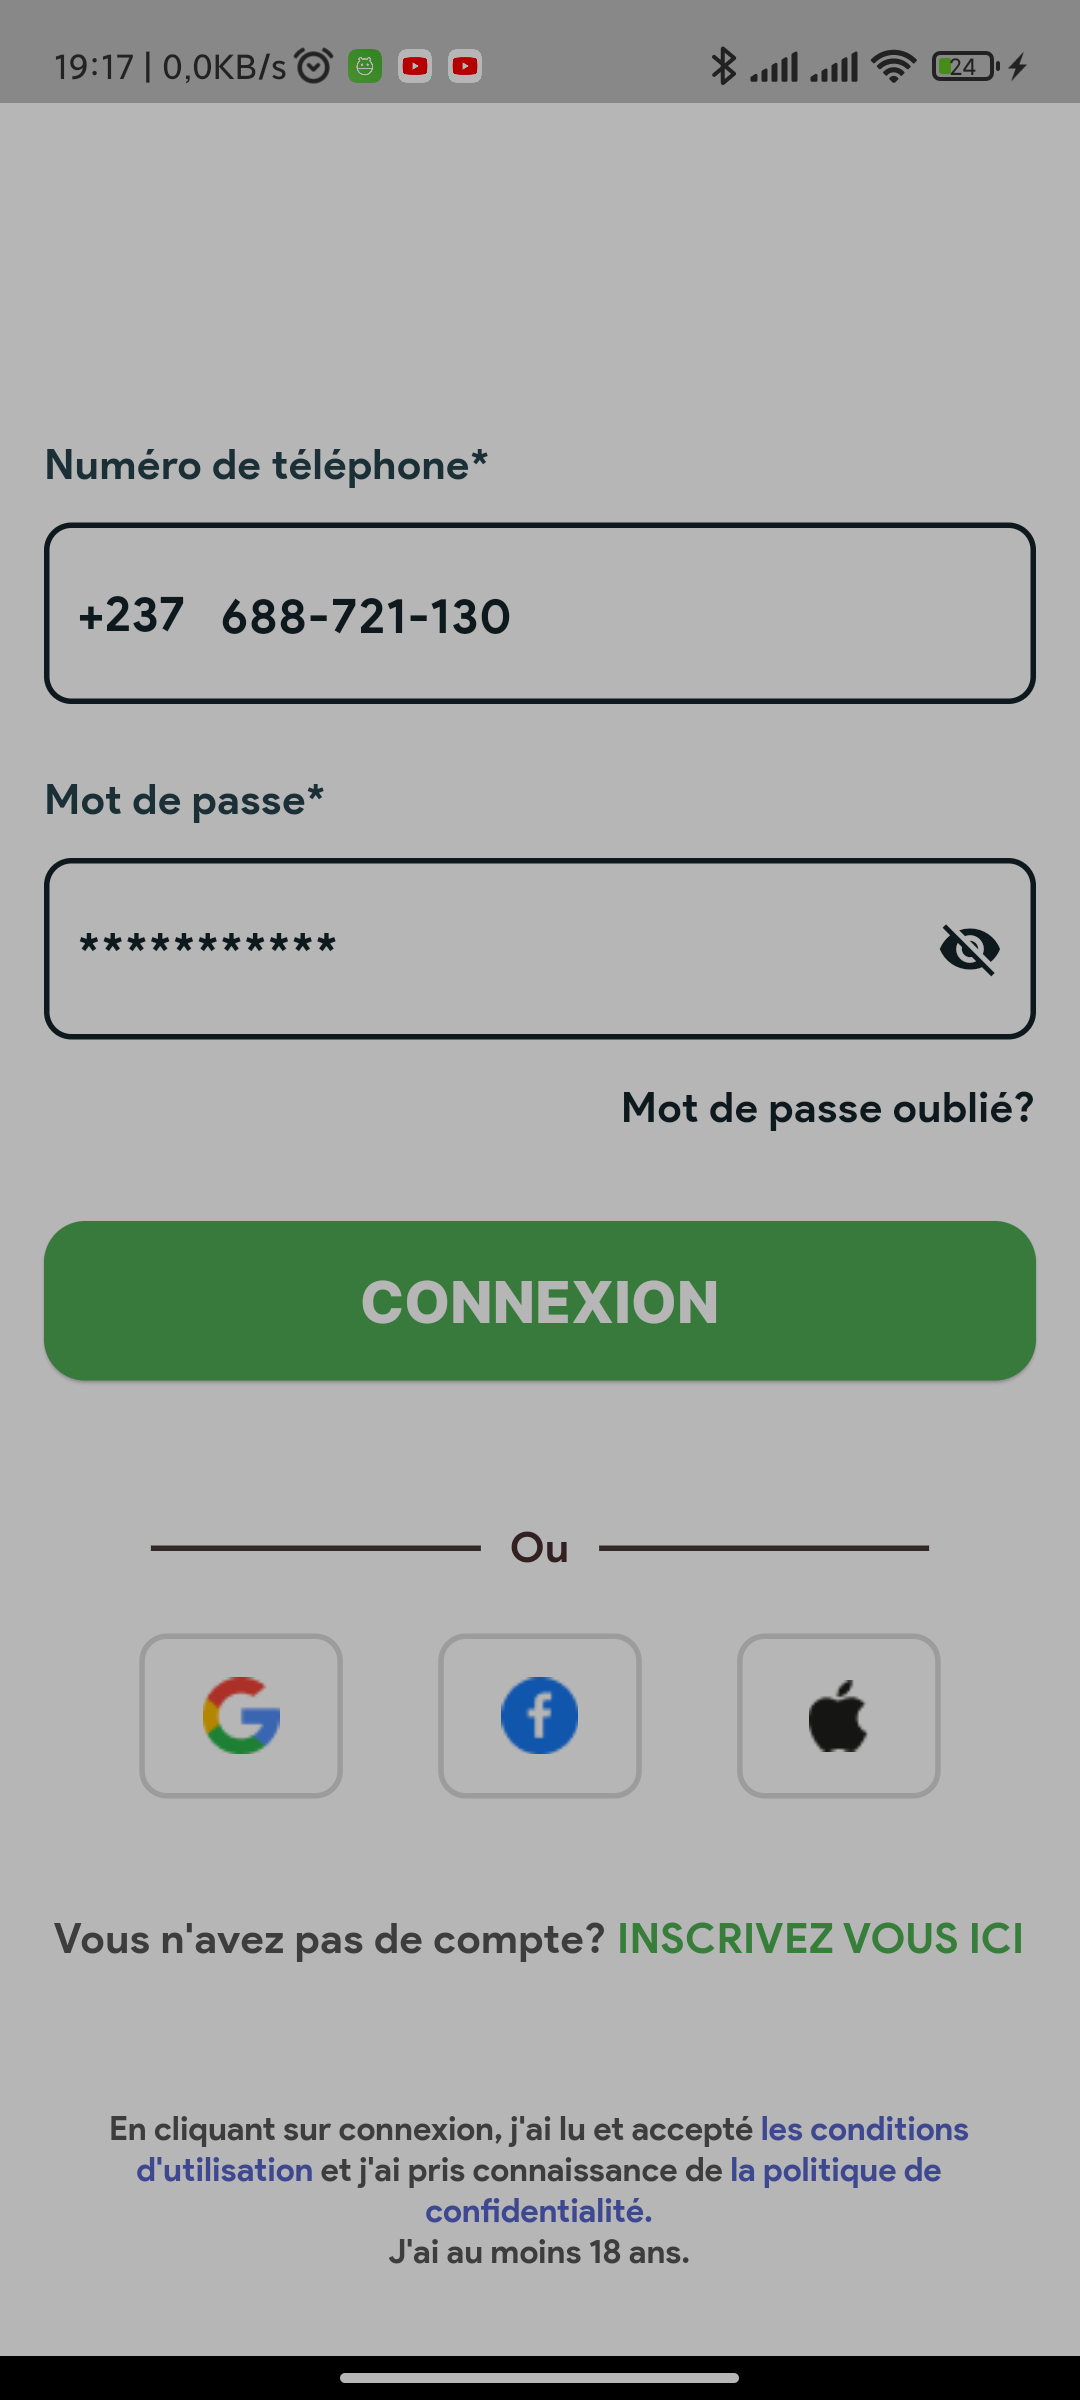 19:17 | 0,0KB/s
24
Numéro de téléphone*
+237 688-721-130
Mot de passe*
***********
Mot de passe oublié?
CONNEXION
Ou
Vous n'avez pas de compte? INSCRIVEZ VOUS ICI
En cliquant sur connexion, j'ai lu et accepté les conditions
d'utilisation et j'ai pris connaissance de la politique de
confidentialité.
J'ai au moins 18 ans.